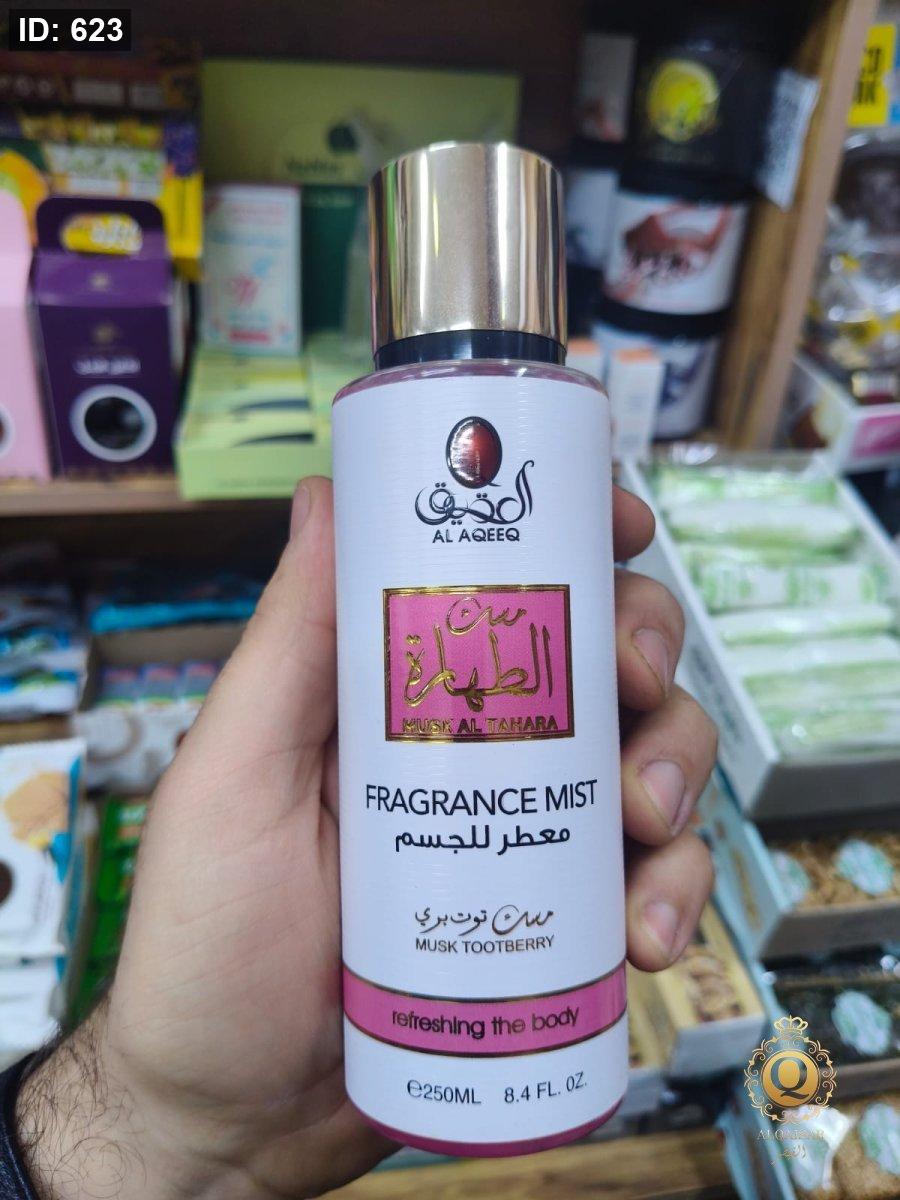 ID: 623
العقيق
AL AQEEQ
مسك
الطهارة
MUSK AL TAHARA
FRAGRANCE MIST
معطر للجسم
مسك توت بري
MUSK TOOTBERRY
refreshing the body
℮250ML 8.4 FL. OZ.
Q